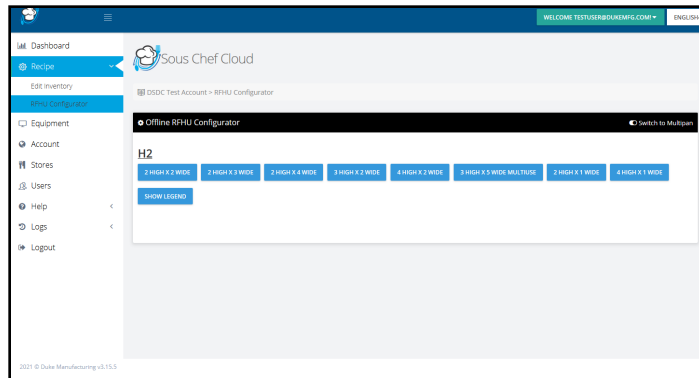 WELCOME TESTUSER@DUKEMFG.COM!
ENGLISH
Dashboard
Recipe
Edit Inventory
RFHU Configurator
Equipment
Account
Stores
Users
Help
Logs
Logout
Sous Chef Cloud
DSDC Test Account > RFHU Configurator
Offline RFHU Configurator
Switch to Multipan
H2
2 HIGH X 2 WIDE
2 HIGH X 3 WIDE
2 HIGH X 4 WIDE
3 HIGH X 2 WIDE
4 HIGH X 2 WIDE
3 HIGH X 5 WIDE MULTIUSE
2 HIGH X 1 WIDE
4 HIGH X 1 WIDE
SHOW LEGEND
2021 © Duke Manufacturing v3.15.5